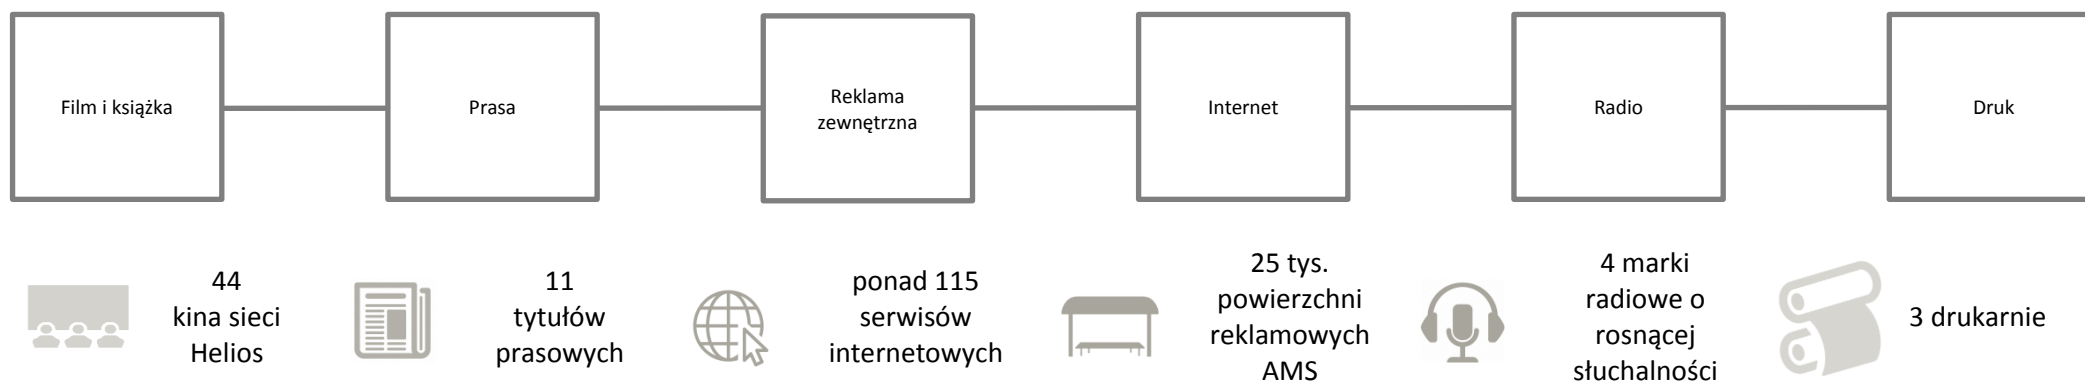 Film i książka
Prasa
Reklama
zewnętrzna
Internet
Radio
Druk
44
kina sieci
Helios
11
tytułów
prasowych
ponad 115
serwisów
internetowych
25 tys.
powierzchni
reklamowych
AMS
4 marki
radiowe o
rosnącej
słuchalności
3 drukarnie